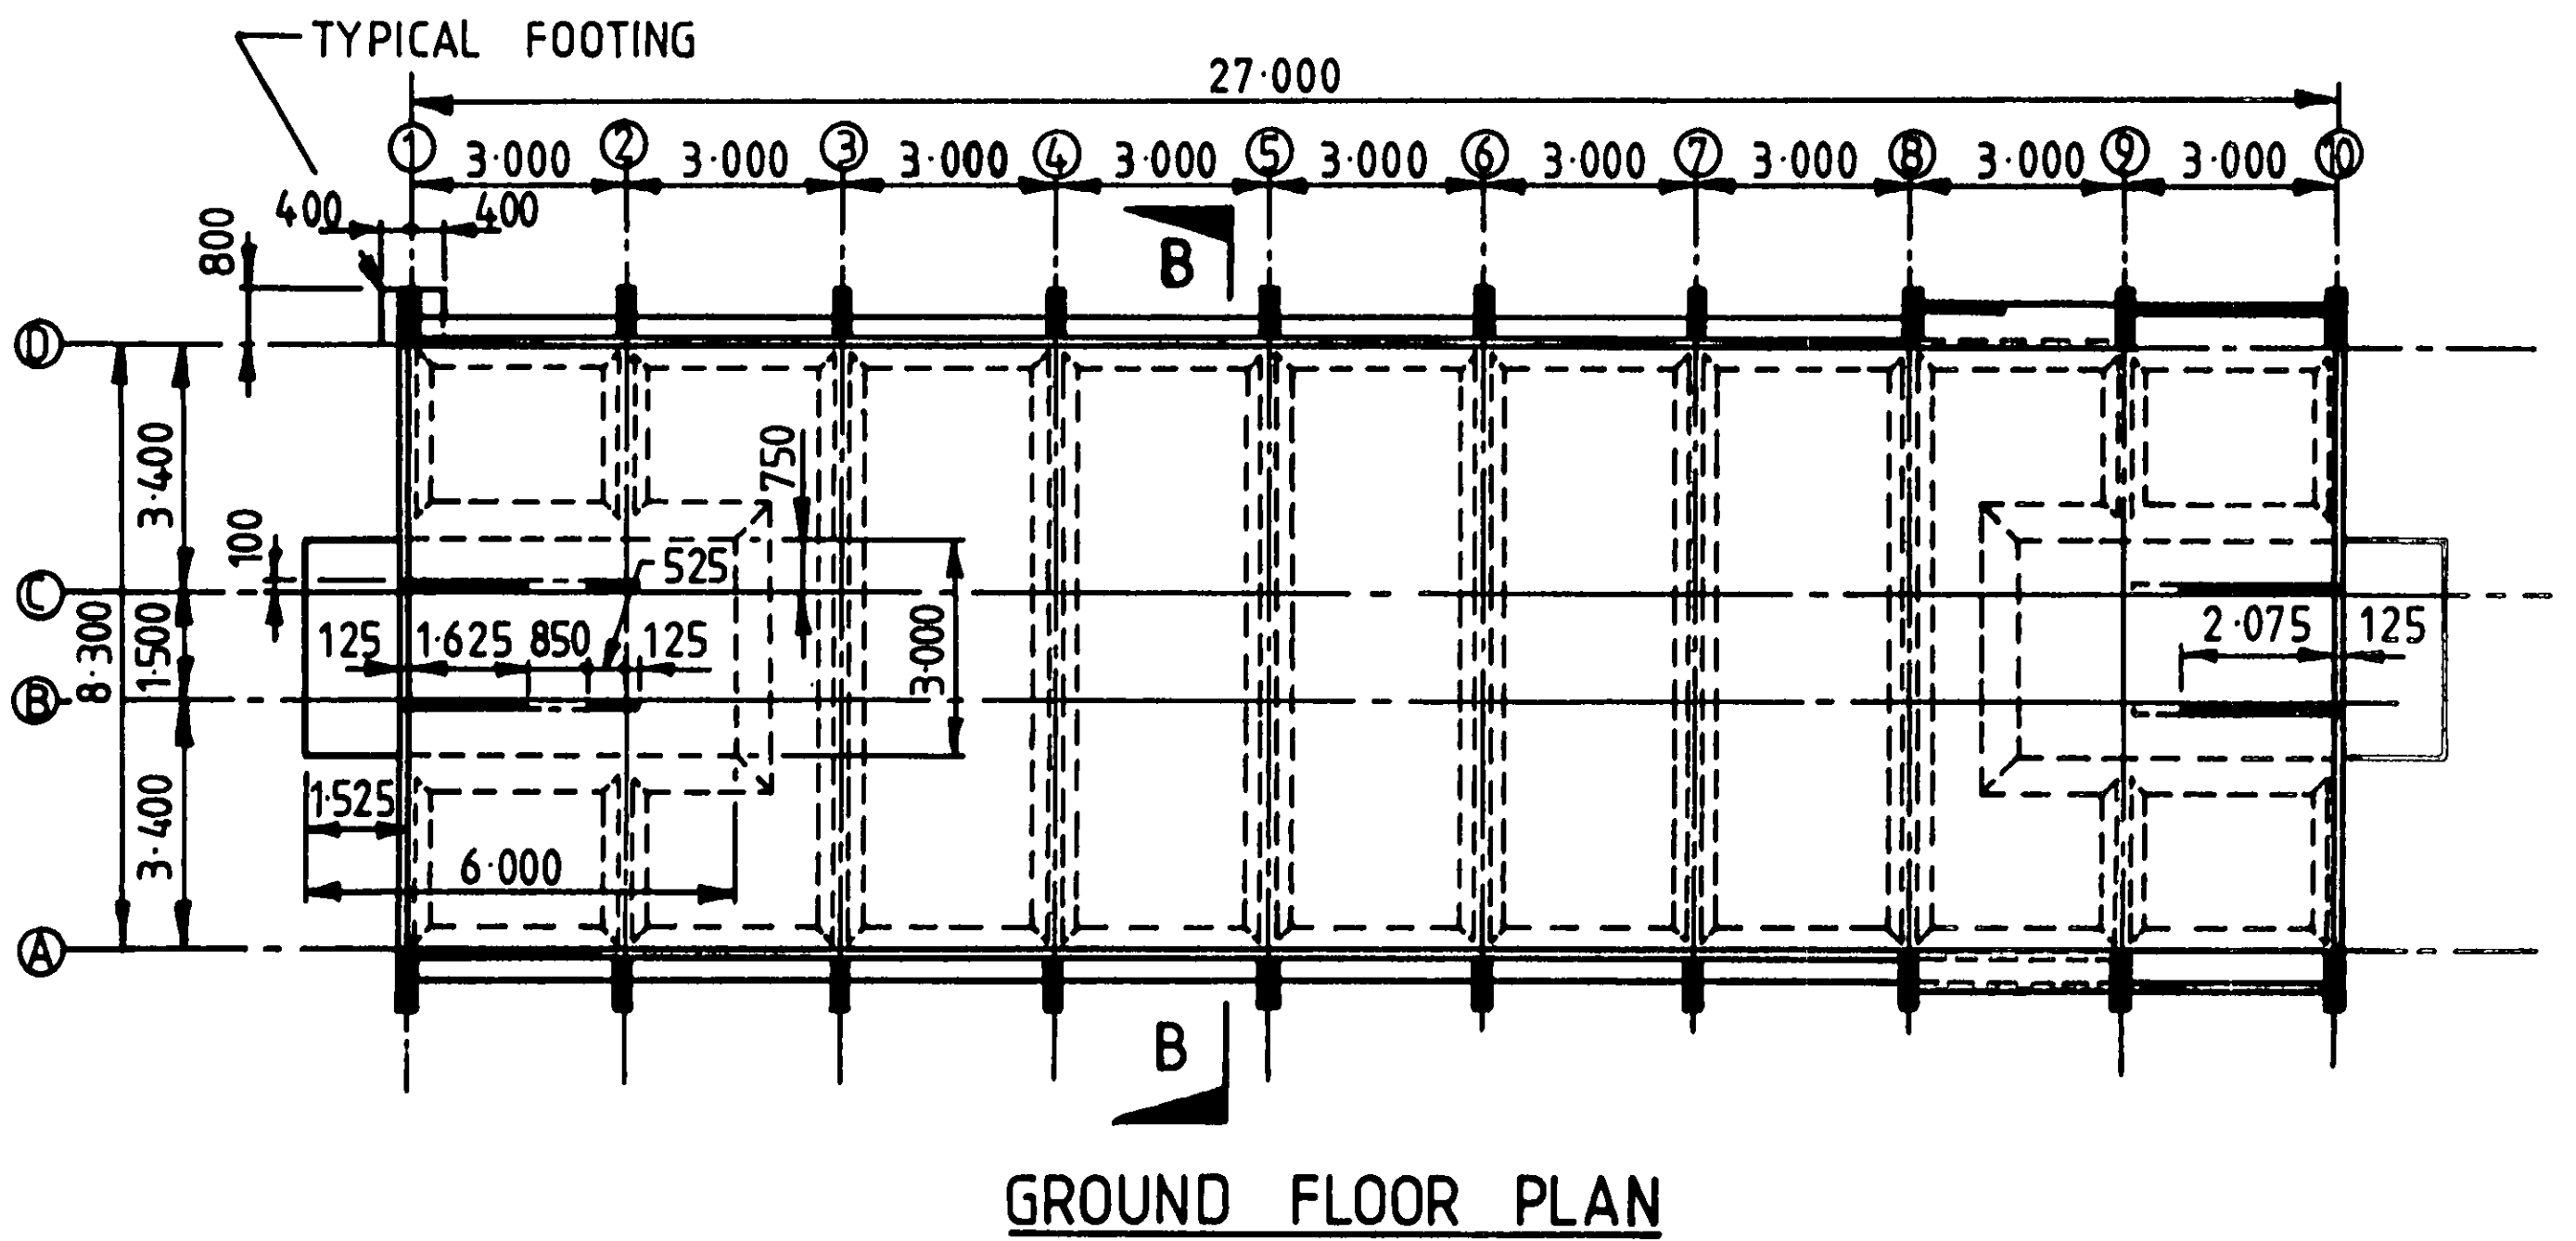 TYPICAL FOOTING
27·000
1 2 3 4 5 6 7 8 9 10
3·000 3·000 3·000 3·000 3·000 3·000 3·000 3·000 3·000
400 400
800
B
D
3·400
750
100
525
C
8·300
1·500
125 1·625 850 125
3·000
2·075 125
B
1·525
3·400
6·000
A
B
GROUND FLOOR PLAN